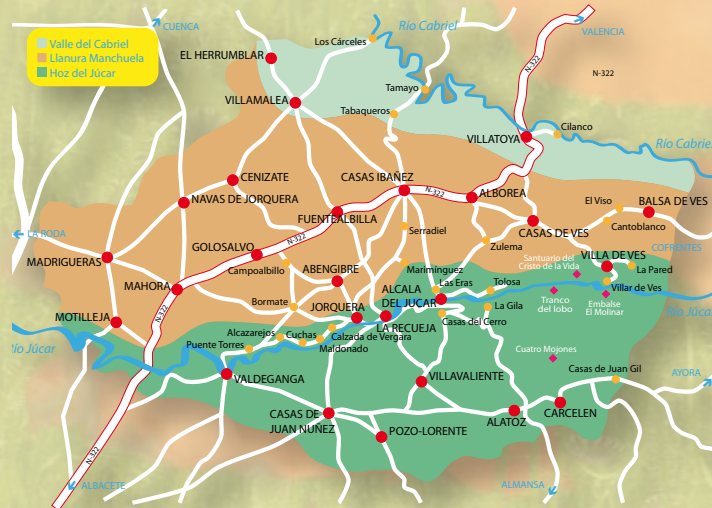 CUENCA
Río Cabriel
VALENCIA
Valle del Cabriel
Llanura Manchuela
Hoz del Júcar
EL HERRUMBLAR
Los Cárceles
N-322
N-322
Tamayo
VILLAMALEA
Tabaqueros
VILLATOYA
Cilanco
Río Cabriel
CENIZATE
CASAS IBAÑEZ
N-322
ALBOREA
NAVAS DE JORQUERA
El Viso
BALSA DE VES
FUENTEALBILLA
Cantoblanco
LA RODA
Serradiel
CASAS DE VES
GOLOSALVO
N-322
Zulema
COFRENTES
MADRIGUERAS
Campoalbillo
ABENGIBRE
Marimínguez
Santuario del
Cristo de la Vida
VILLA DE VES
La Pared
MAHORA
Las Eras
Tolosa
ALCALA
DEL JUCAR
Villar de Ves
Bormate
JORQUERA
La Gila
Tranco
del lobo
Embalse
El Molinar
Río Júcar
MOTILLEJA
N-322
LA RECUEJA
Casas del Cerro
Alcazarejos
Cuchas
Calzada de Vergara
Río Júcar
Puente Torres
Maldonado
Cuatro Mojones
VALDEGANGA
VILLAVALIENTE
Casas de Juan Gil
AYORA
CASAS DE
JUAN NUÑEZ
ALATOZ
CARCELEN
POZO-LORENTE
N-322
ALBACETE
ALMANSA